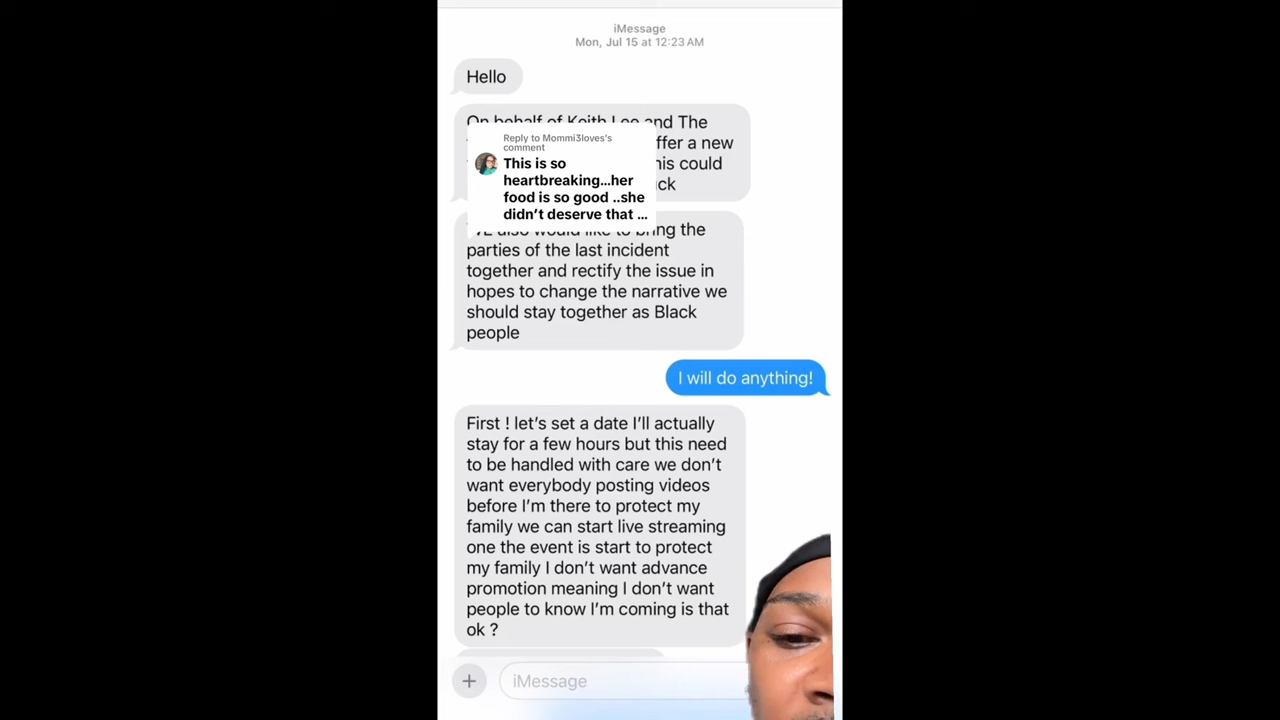 iMessage
Mon, Jul 15 at 12:23 AM
Hello
On behalf of Keith Lee and The
ffer a new
his could
ck
Reply to Mommi3loves's
comment
This is so
heartbreaking...her
food is so good ..she
didn't deserve that ...
also would like to bring the
parties of the last incident
together and rectify the issue in
hopes to change the narrative we
should stay together as Black
people
I will do anything!
First ! let's set a date I'll actually
stay for a few hours but this need
to be handled with care we don't
want everybody posting videos
before I'm there to protect my
family we can start live streaming
one the event is start to protect
my family I don't want advance
promotion meaning I don't want
people to know I'm coming is that
ok ?
+
iMessage